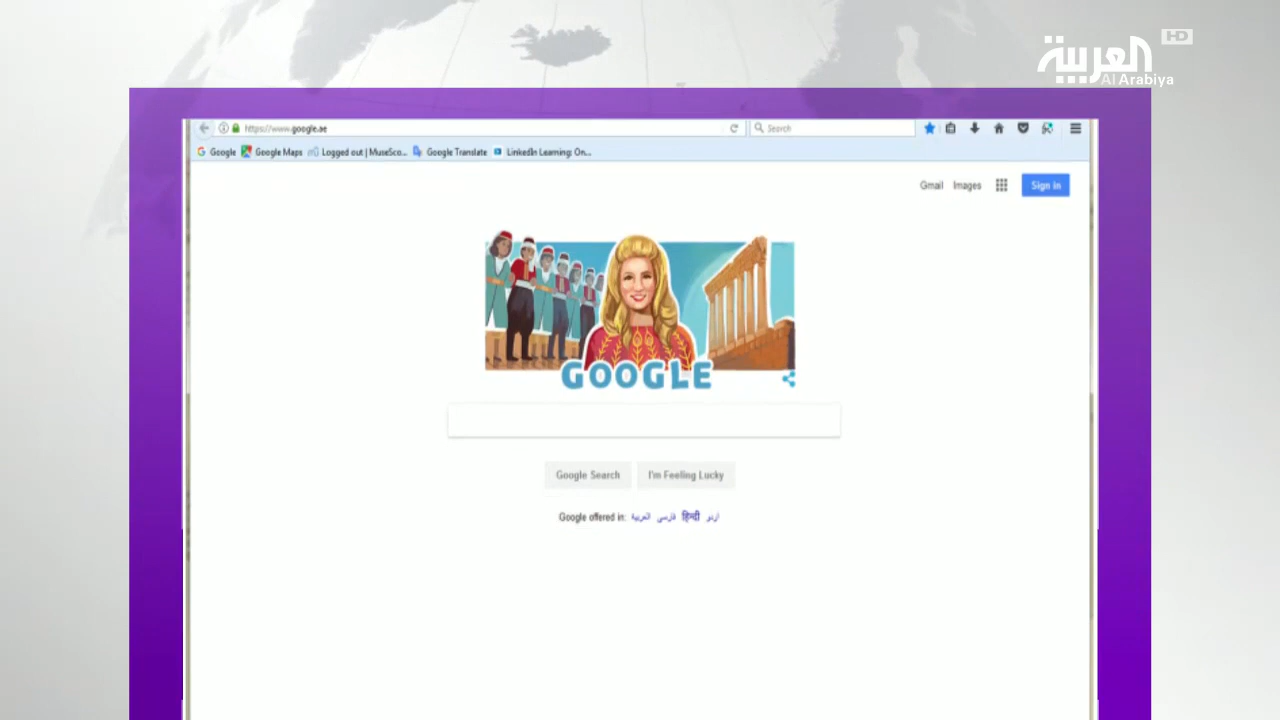 العربية HD
Al Arabiya
https://www.google.ae
Search
Google Google Maps Logged out | MuseSco... Google Translate LinkedIn Learning: On...
Gmail Images Sign in
GOOGLE
Google Search I'm Feeling Lucky
Google offered in: العربية فارسی हिन्दी اردو